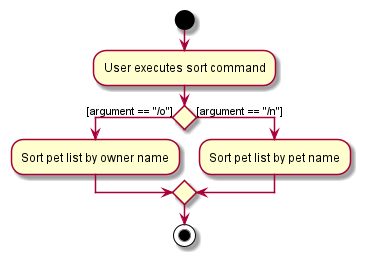 User executes sort command
[argument == "/o"]
[argument == "/n"]
Sort pet list by owner name
Sort pet list by pet name